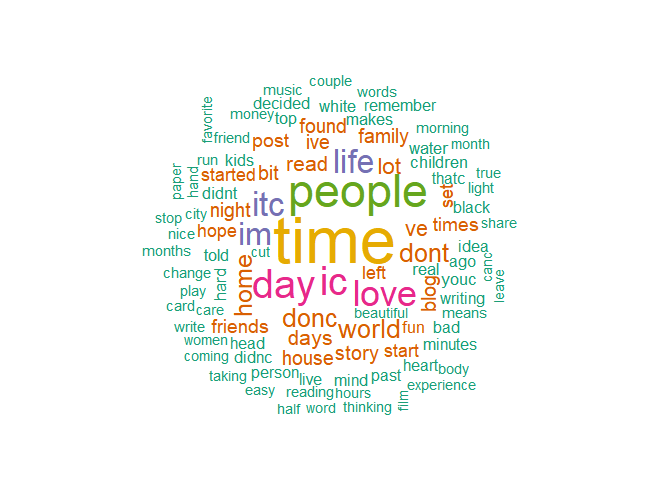 couple
music
words
decided
white
remember
favorite
money
top
makes
found
morning
friend
post
ive
family
water
month
run
kids
read
life
lot
children
thatc
true
paper
hand
started
bit
people
set
light
didnt
itc
black
stop
city
night
time
ve
times
share
nice
hope
im
dont
idea
months
told
cut
ago
canc
change
hard
home
day
ic
left
real
youc
leave
play
love
blog
writing
card
care
beautiful
means
write
friends
donc
world
fun
bad
women
head
days
minutes
coming
didnc
house
story
start
heart
body
taking
person
live
mind
past
experience
easy
reading
hours
film
half
word
thinking